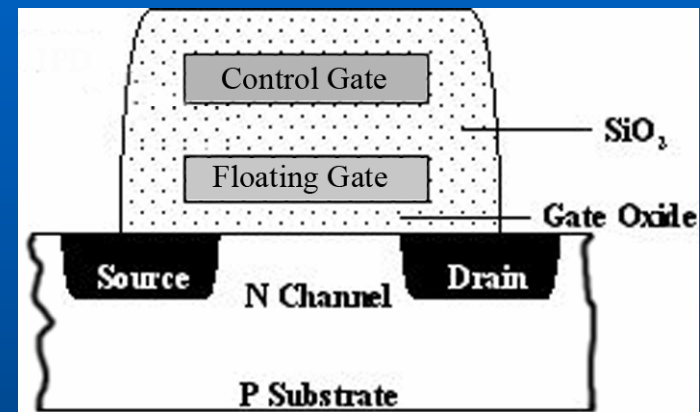 Control Gate
SiO₂
Floating Gate
Gate Oxide
Source
N Channel
Drain
P Substrate